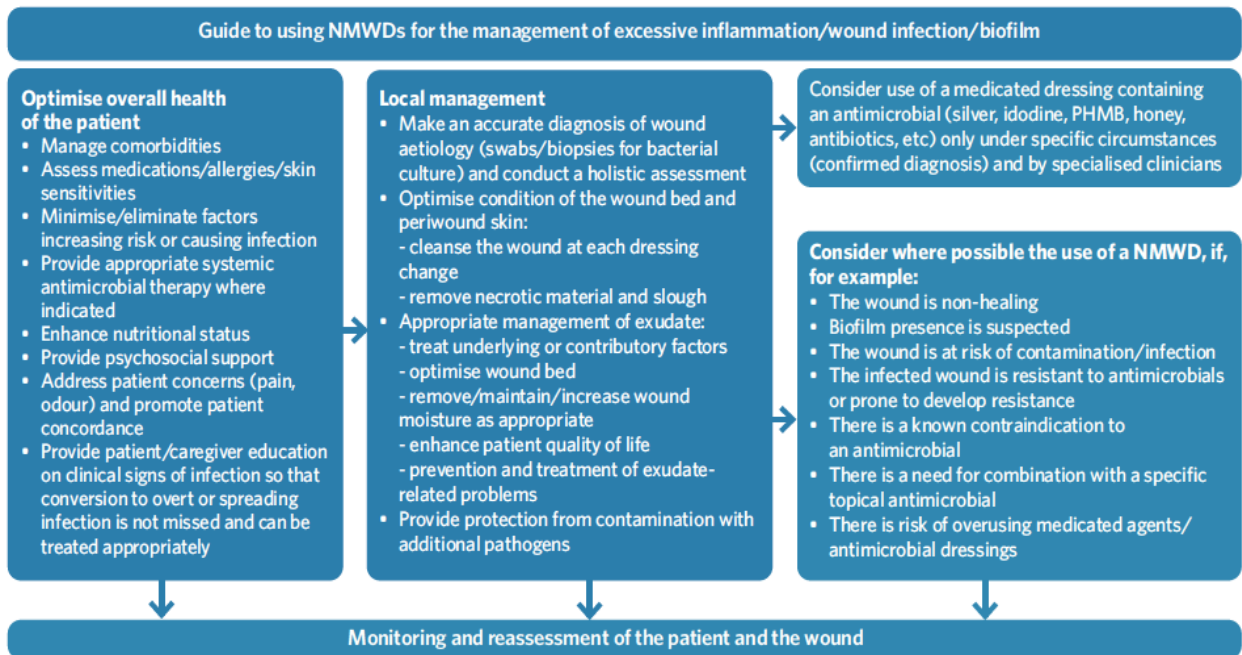 Guide to using NMWDs for the management of excessive inflammation/wound infection/biofilm
Optimise overall health
of the patient
• Manage comorbidities
• Assess medications/allergies/skin
sensitivities
• Minimise/eliminate factors
increasing risk or causing infection
• Provide appropriate systemic
antimicrobial therapy where
indicated
• Enhance nutritional status
• Provide psychosocial support
• Address patient concerns (pain,
odour) and promote patient
concordance
• Provide patient/caregiver education
on clinical signs of infection so that
conversion to overt or spreading
infection is not missed and can be
treated appropriately
Local management
• Make an accurate diagnosis of wound
aetiology (swabs/biopsies for bacterial
culture) and conduct a holistic assessment
• Optimise condition of the wound bed and
periwound skin:
- cleanse the wound at each dressing
change
- remove necrotic material and slough
• Appropriate management of exudate:
- treat underlying or contributory factors
- optimise wound bed
- remove/maintain/increase wound
moisture as appropriate
- enhance patient quality of life
- prevention and treatment of exudate-
related problems
• Provide protection from contamination with
additional pathogens
Consider use of a medicated dressing containing
an antimicrobial (silver, idodine, PHMB, honey,
antibiotics, etc) only under specific circumstances
(confirmed diagnosis) and by specialised clinicians
Consider where possible the use of a NMWD, if,
for example:
• The wound is non-healing
• Biofilm presence is suspected
• The wound is at risk of contamination/infection
• The infected wound is resistant to antimicrobials
or prone to develop resistance
• There is a known contraindication to
an antimicrobial
• There is a need for combination with a specific
topical antimicrobial
• There is risk of overusing medicated agents/
antimicrobial dressings
Monitoring and reassessment of the patient and the wound